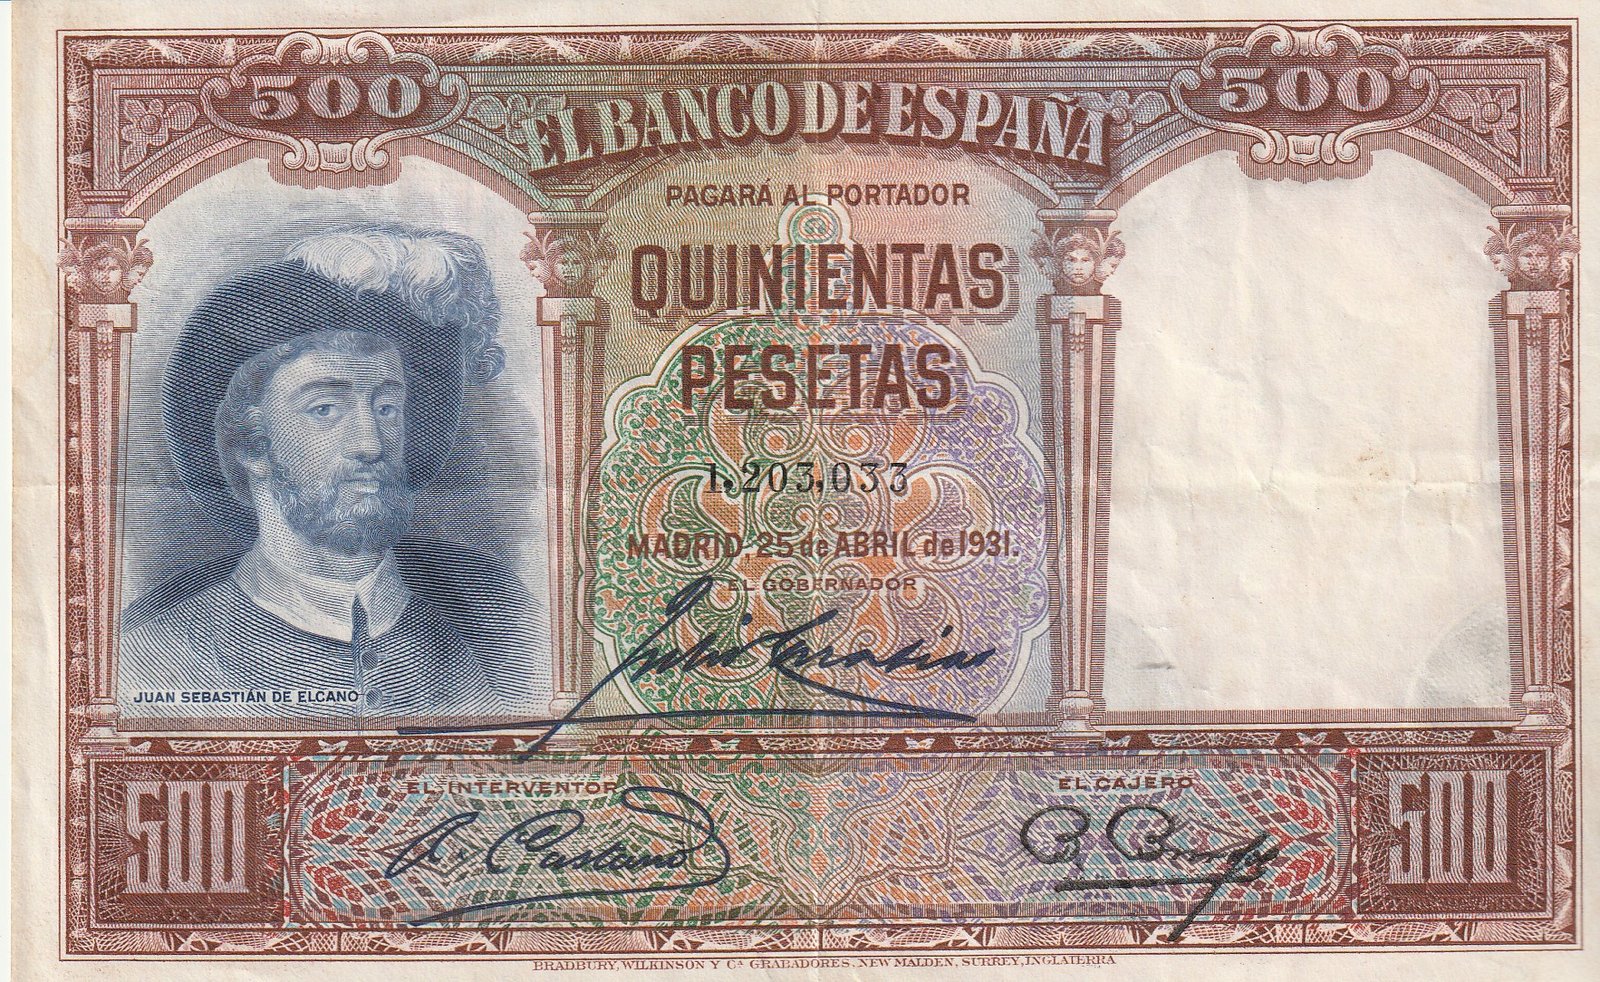 500 500
EL BANCO DE ESPAÑA
PAGARÁ AL PORTADOR
QUINIENTAS
PESETAS
1.203,033
MADRID, 25 de ABRIL de 1931.
EL GOBERNADOR
JUAN SEBASTIÁN DE ELCANO
EL INTERVENTOR
EL CAJERO
A. Castaño
500 500
BRADBURY, WILKINSON Y Cª GRABADORES, NEW MALDEN, SURREY, INGLATERRA